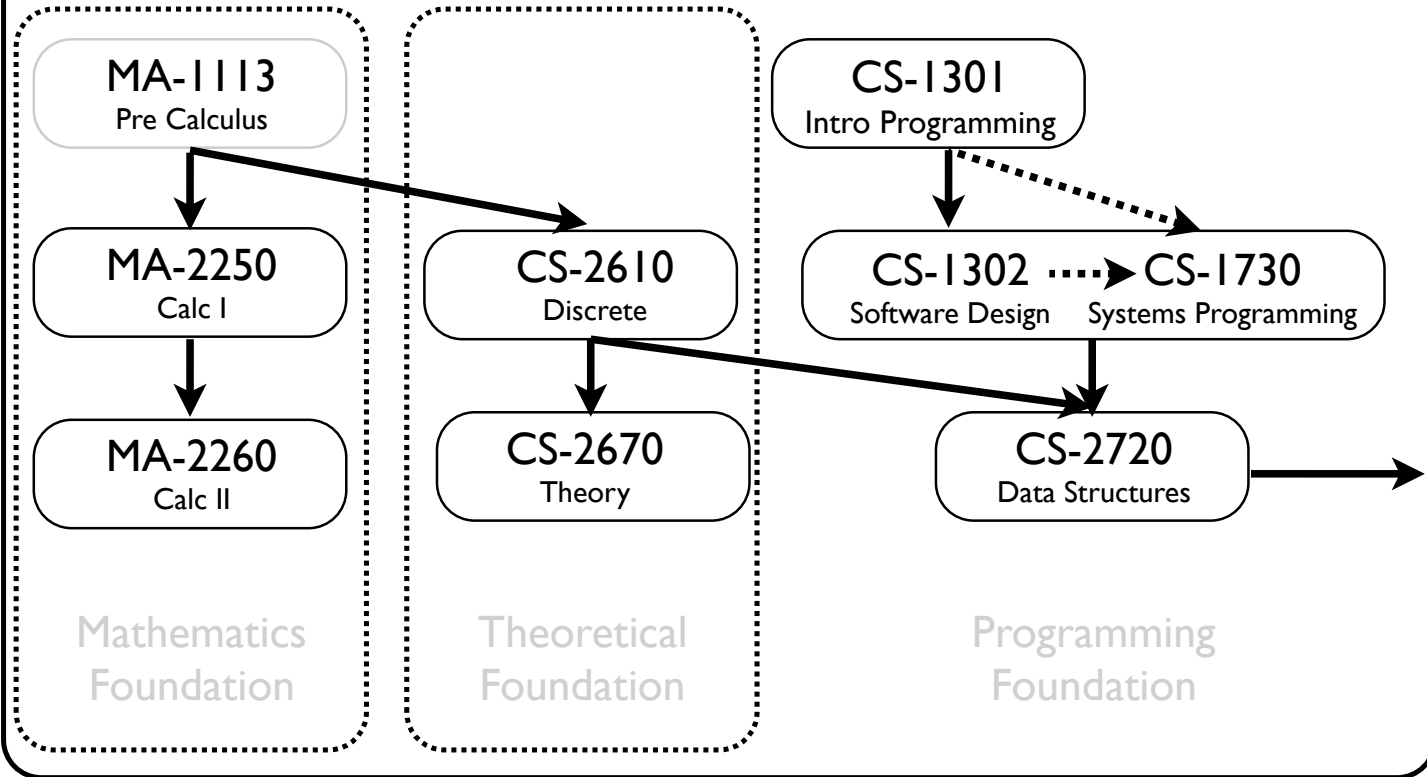 MA-1113
Pre Calculus
CS-1301
Intro Programming
MA-2250
Calc I
CS-2610
Discrete
CS-1302
Software Design
CS-1730
Systems Programming
MA-2260
Calc II
CS-2670
Theory
CS-2720
Data Structures
Mathematics
Foundation
Theoretical
Foundation
Programming
Foundation